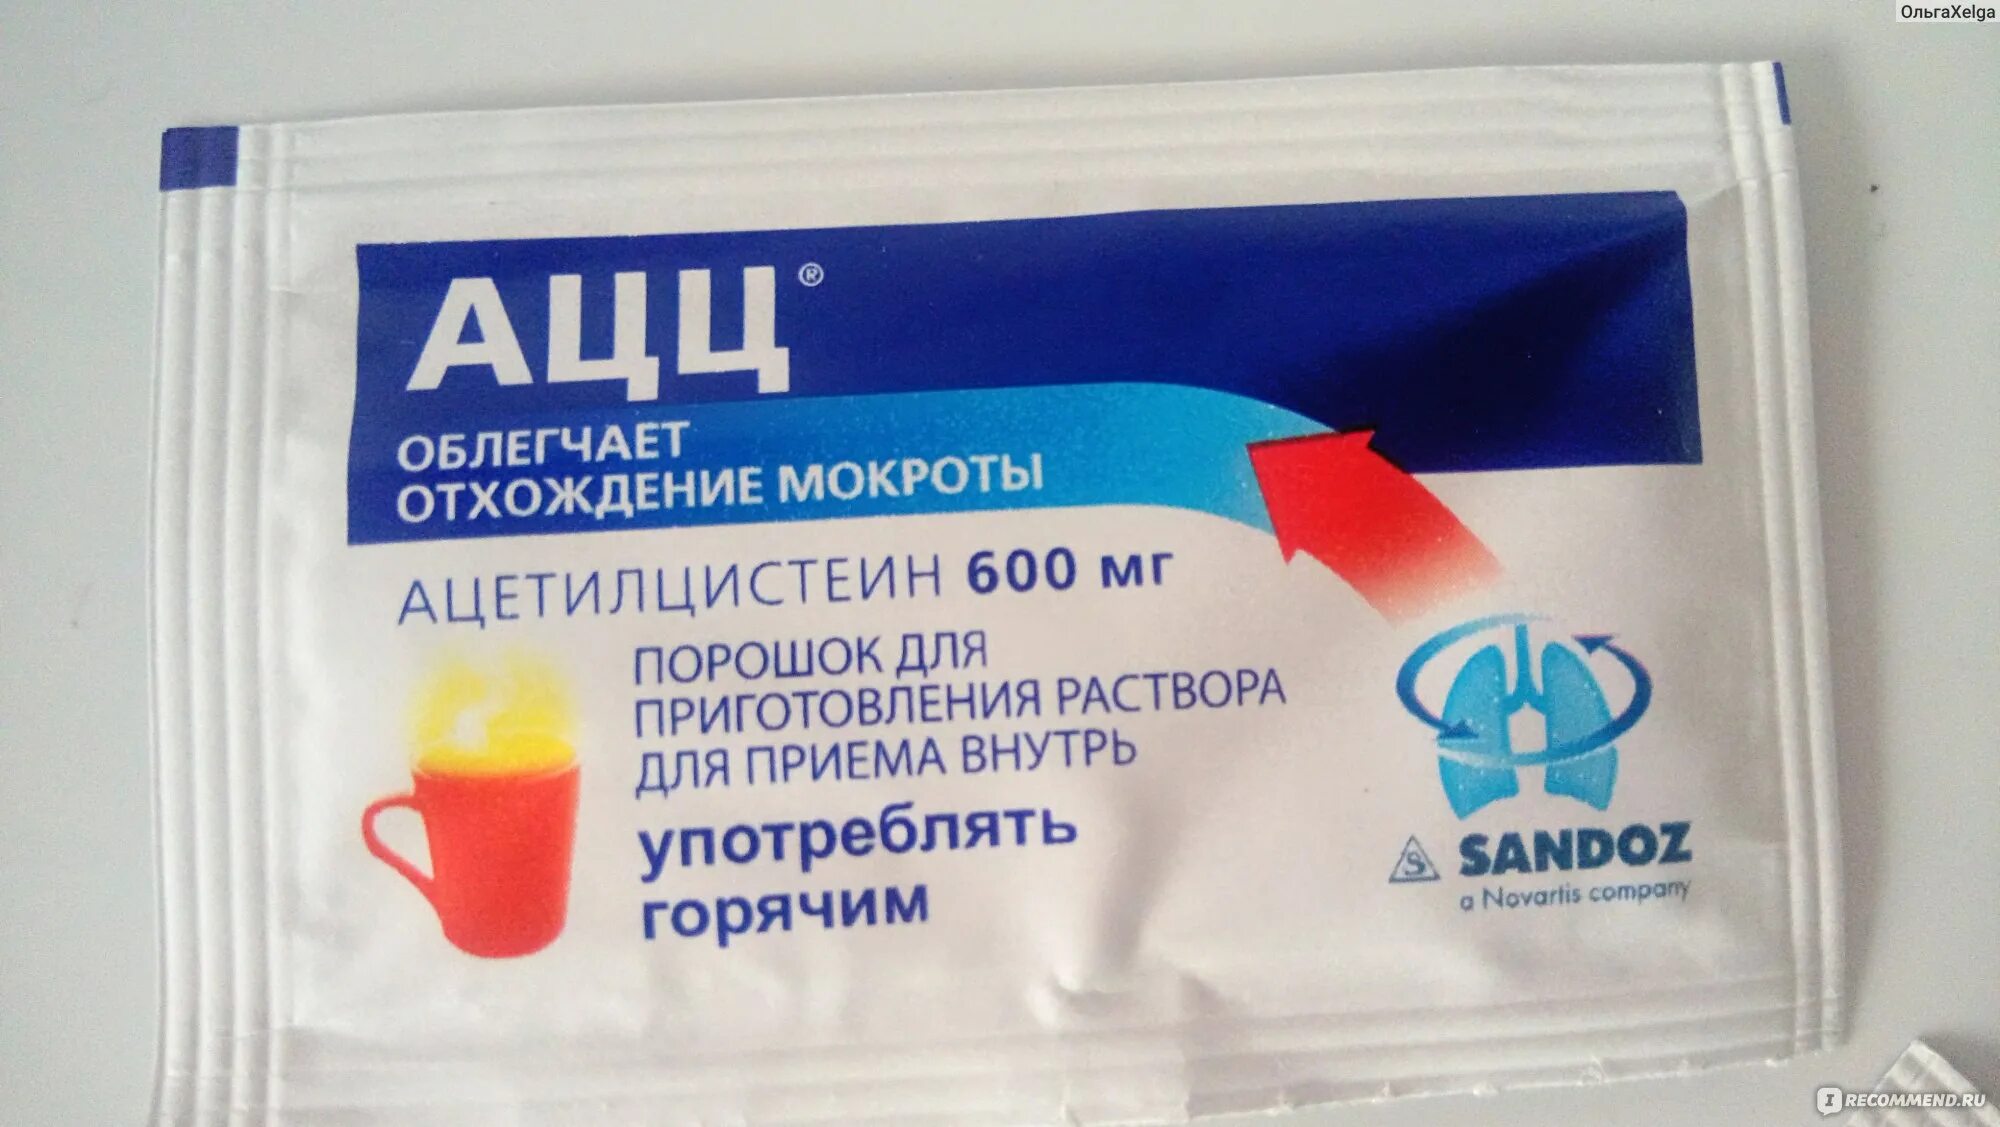 ОльгаXelga
АЦЦ®
ОБЛЕГЧАЕТ
ОТХОЖДЕНИЕ МОКРОТЫ
АЦЕТИЛЦИСТЕИН 600 мг
ПОРОШОК ДЛЯ
ПРИГОТОВЛЕНИЯ РАСТВОРА
ДЛЯ ПРИЕМА ВНУТРЬ
употреблять
горячим
S SANDOZ
a Novartis company
I RECOMMEND.RU